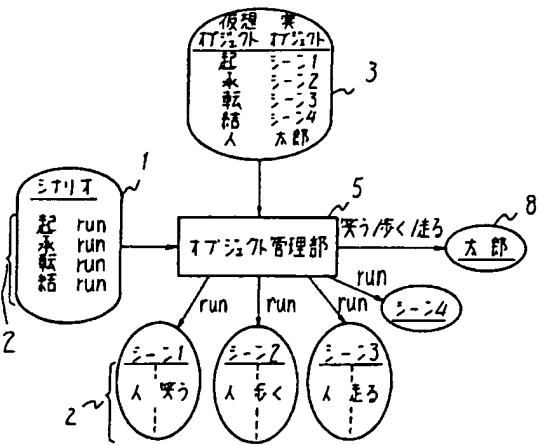 仮想 実
オブジェクト オブジェクト
起 シーン1
承 シーン2
転 シーン3
結 シーン4
人 太郎
3
シナリオ
1
起 run
承 run
転 run
結 run
2
オブジェクト管理部
5
笑う/歩く/走る
太郎
8
run
シーン4
run
run
run
シーン1
人 笑う
シーン2
人 歩く
シーン3
人 走る
2